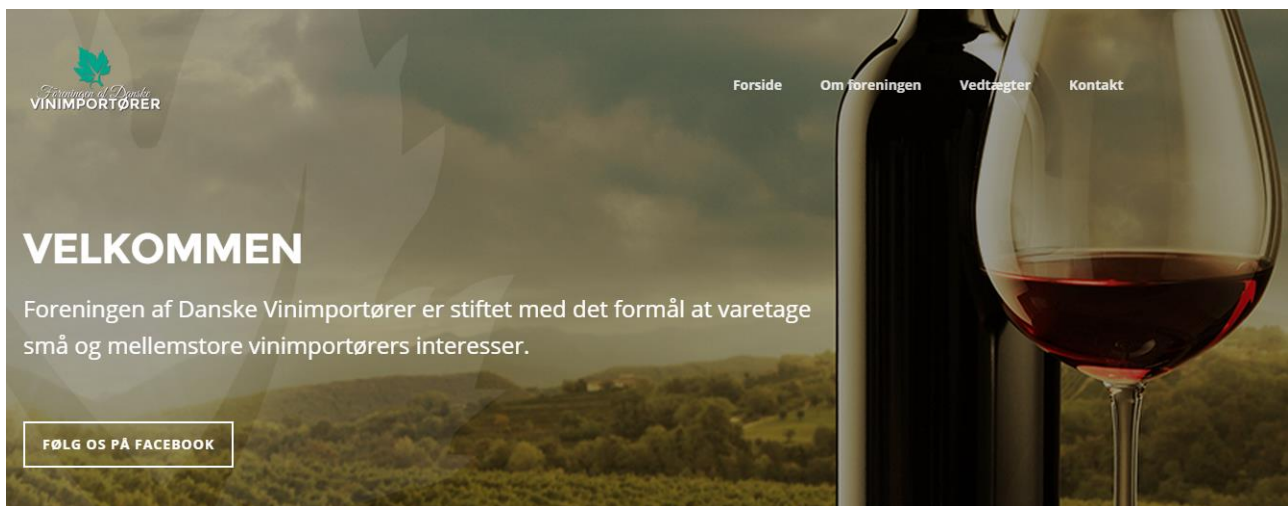 Foreningen af Danske
VINIMPORTØRER
Forside Om foreningen Vedtægter Kontakt
VELKOMMEN
Foreningen af Danske Vinimportører er stiftet med det formål at varetage
små og mellemstore vinimportørers interesser.
FØLG OS PÅ FACEBOOK